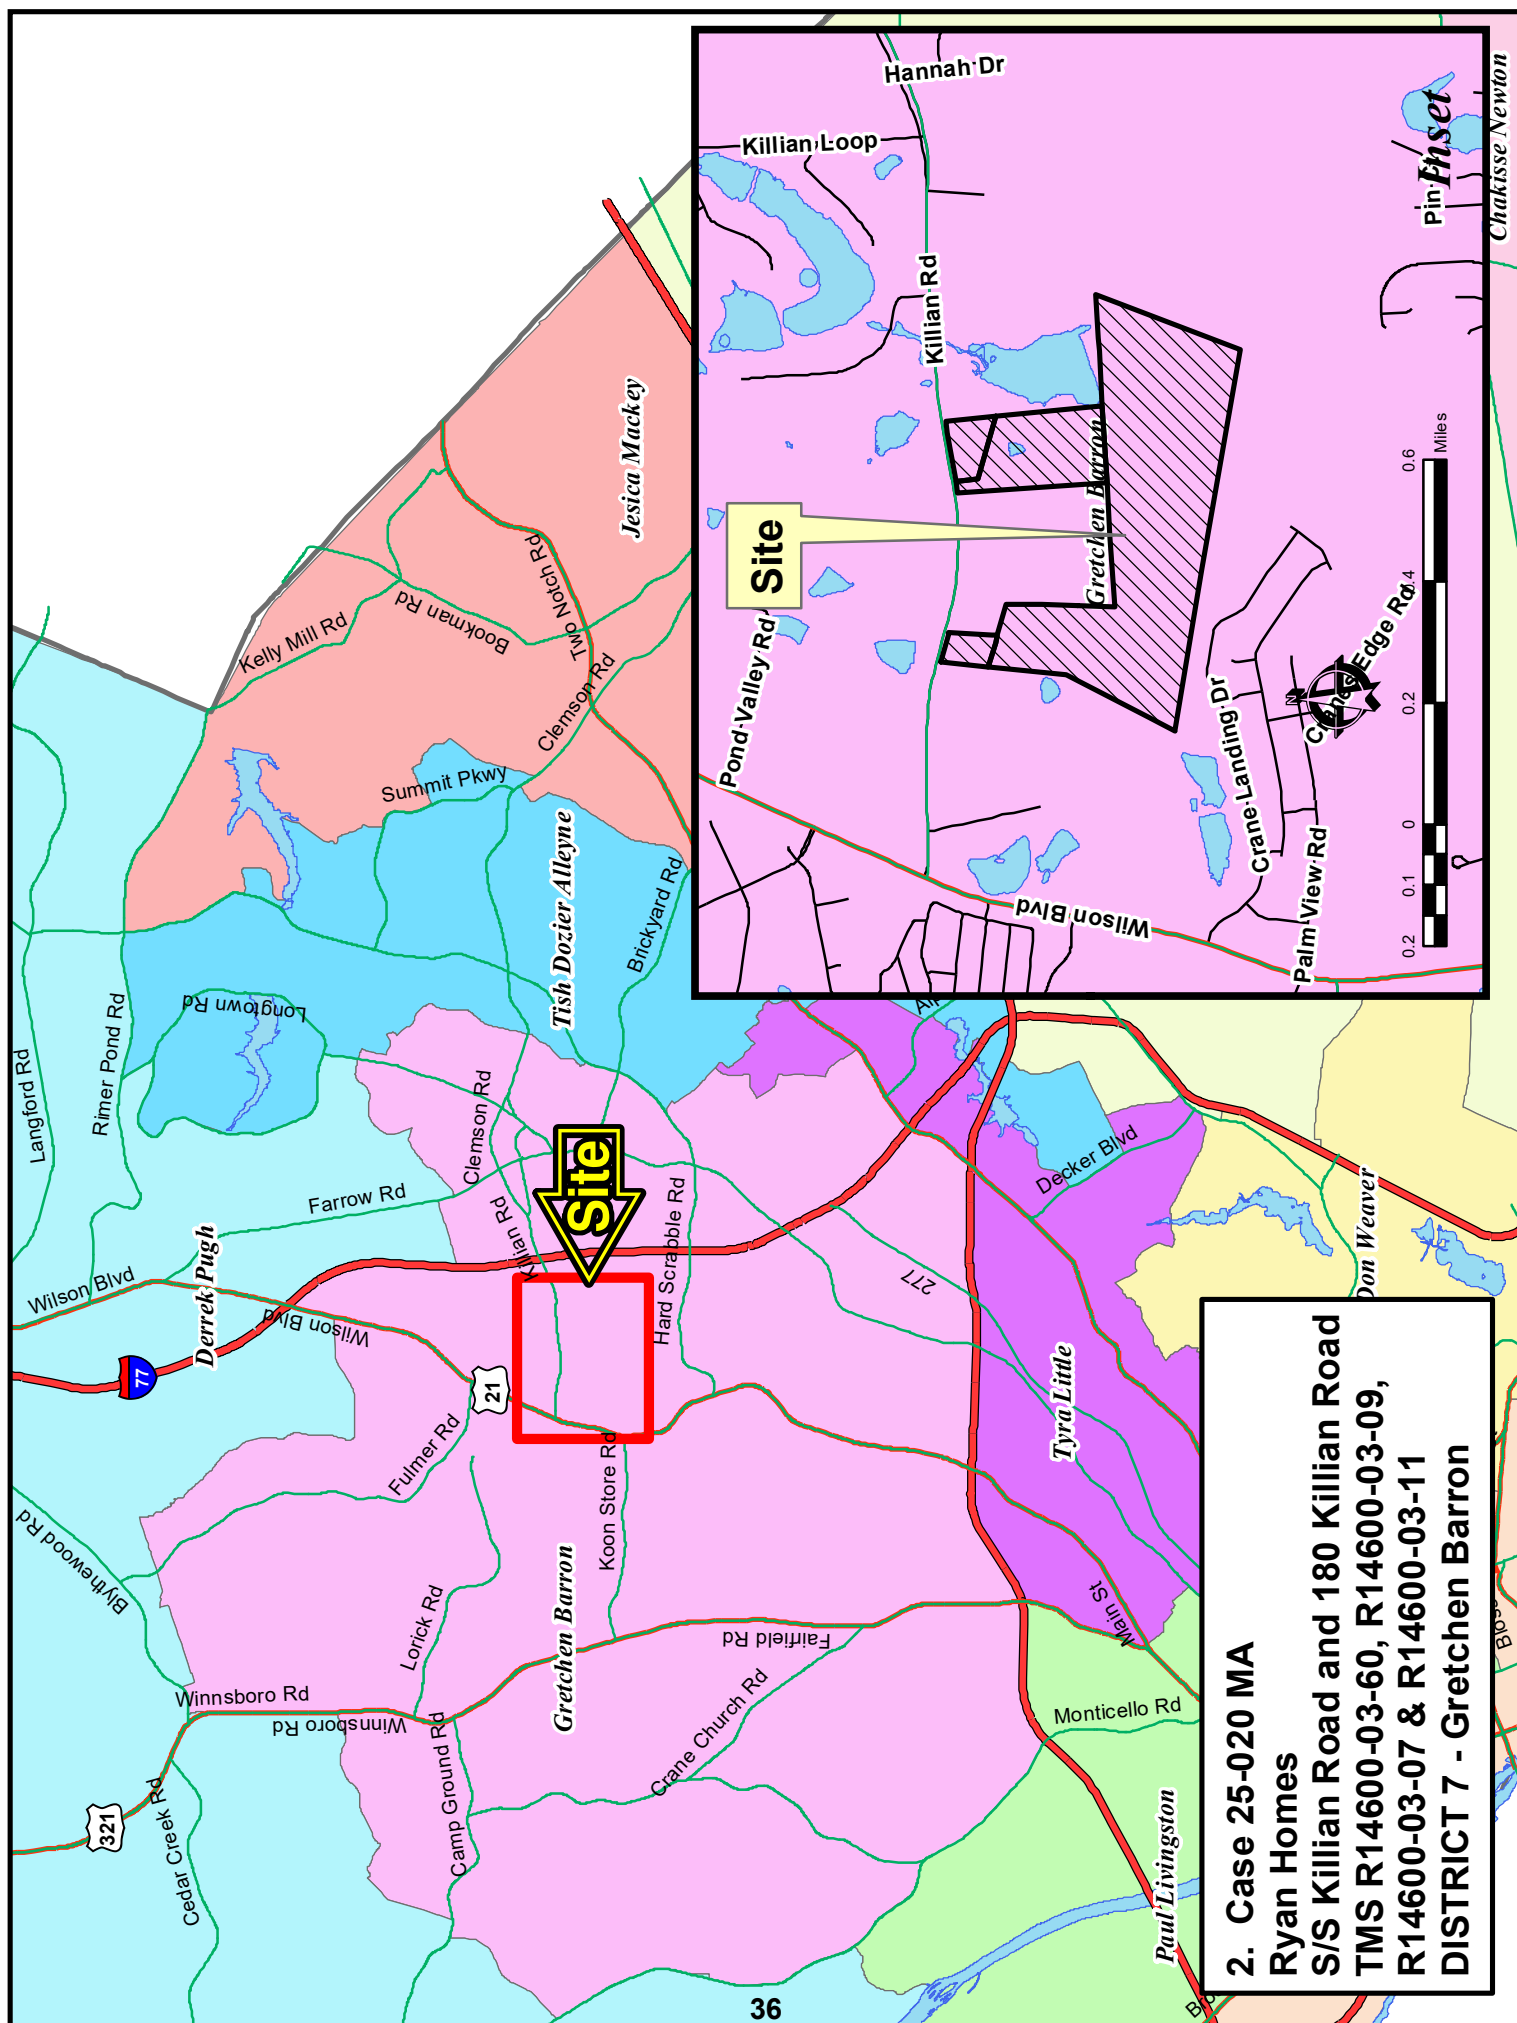 Blythewood Rd
Wilson Blvd
Langford Rd
Rimer Pond Rd
Kelly Mill Rd
Bookman Rd
Two Notch Rd
Clemson Rd
Jesica Mackey
321
Winnsboro Rd
Winnsboro Rd
Cedar Creek Rd
77
Derrek Pugh
Wilson Blvd
Farrow Rd
Longtown Rd
Summit Pkwy
Fulmer Rd
21
Clemson Rd
Killian Rd
Lorick Rd
Camp Ground Rd
Gretchen Barron
Koon Store Rd
Site
Tish Dozier Alleyne
Brickyard Rd
Hard Scrabble Rd
Fairfield Rd
Crane Church Rd
277
Decker Blvd
Monticello Rd
Main St
Tyra Little
Paul Livingston
Don Weaver
Chakisse Newton
Inset
Hannah Dr
Killian Loop
Killian Rd
Site
Pond Valley Rd
Gretchen Barron
Wilson Blvd
Crane Landing Dr
Cranes Edge Rd
Palm View Rd
N
0.2 0.1 0 0.2 0.4 0.6
Miles
2. Case 25-020 MA
Ryan Homes
S/S Killian Road and 180 Killian Road
TMS R14600-03-60, R14600-03-09,
R14600-03-07 & R14600-03-11
DISTRICT 7 - Gretchen Barron
36